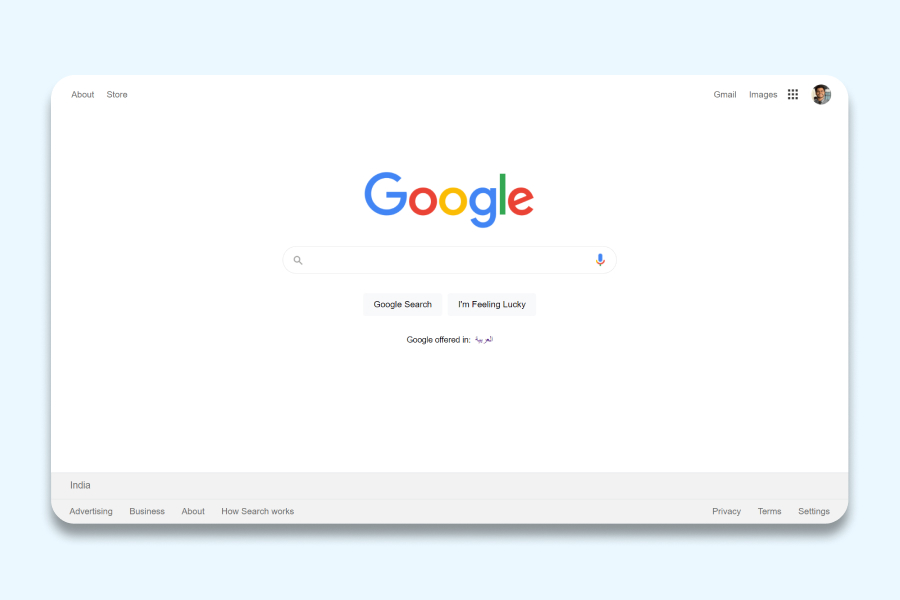 About Store
Gmail Images
Google
Google Search I'm Feeling Lucky
Google offered in: العربية
India
Advertising Business About How Search works
Privacy Terms Settings